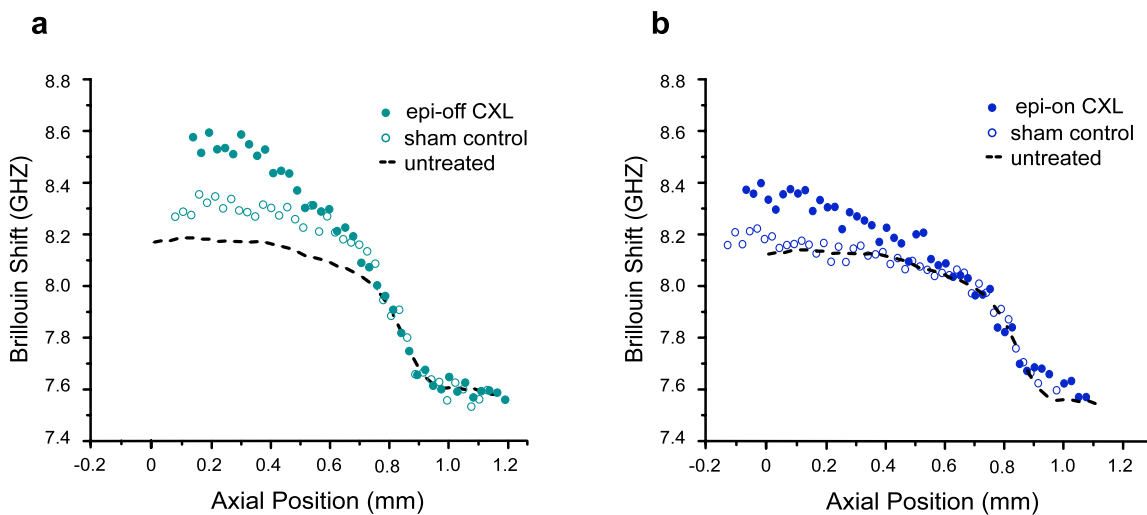 a
8.8
8.6
8.4
8.2
8.0
7.8
7.6
7.4
Brillouin Shift (GHZ)
-0.2
0
0.2
0.4
0.6
0.8
1.0
1.2
Axial Position (mm)
epi-off CXL
sham control
untreated
b
8.8
8.6
8.4
8.2
8.0
7.8
7.6
7.4
Brillouin Shift (GHZ)
-0.2
0
0.2
0.4
0.6
0.8
1.0
1.2
Axial Position (mm)
epi-on CXL
sham control
untreated